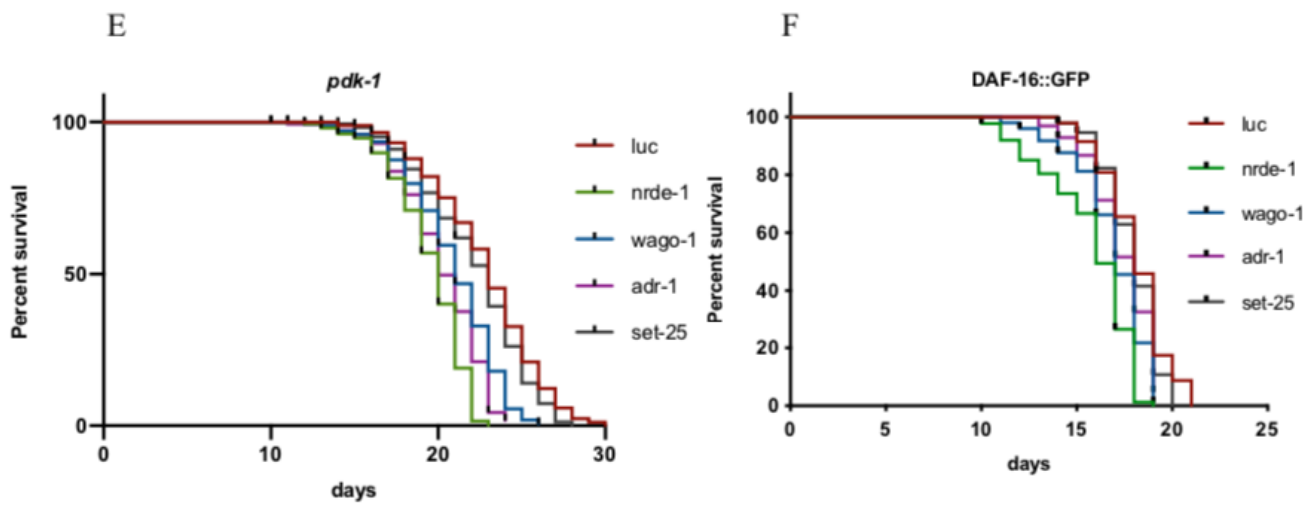 E
pdk-1
Percent survival
100
50
0
0 10 20 30
days
luc
nrde-1
wago-1
adr-1
set-25
F
DAF-16::GFP
Percent survival
100
80
60
40
20
0
0 5 10 15 20 25
days
luc
nrde-1
wago-1
adr-1
set-25